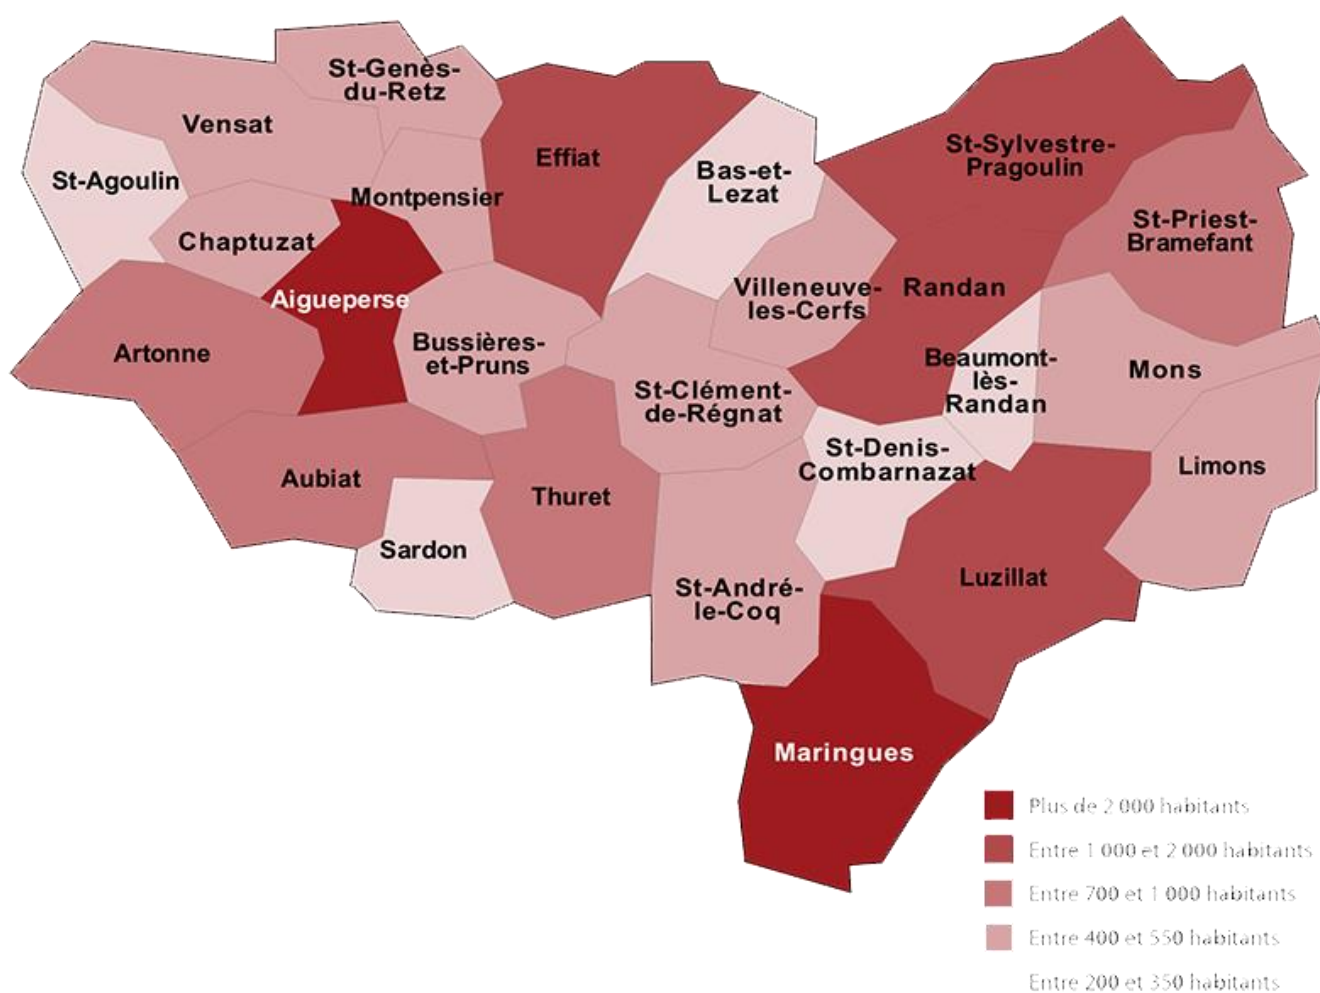 St-Genès-
du-Retz
Vensat
Effiat
St-Sylvestre-
Pragoulin
St-Agoulin
Bas-et-
Lezat
Montpensier
St-Priest-
Bramefant
Chaptuzat
Aigueperse
Villeneuve-
les-Cerfs
Randan
Artonne
Bussières-
et-Pruns
Beaumont-
lès-
Randan
Mons
St-Clément-
de-Régnat
St-Denis-
Combarnazat
Limons
Aubiat
Thuret
Sardon
Luzillat
St-André-
le-Coq
Maringues
Plus de 2 000 habitants
Entre 1 000 et 2 000 habitants
Entre 700 et 1 000 habitants
Entre 400 et 550 habitants
Entre 200 et 350 habitants